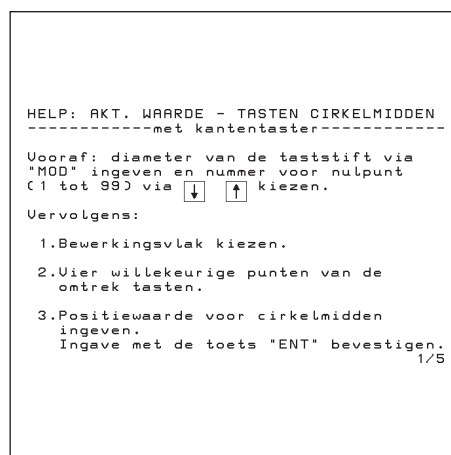 HELP: AKT. WAARDE - TASTEN CIRKELMIDDEN
------------met kantentaster------------
Vooraf: diameter van de taststift via
"MOD" ingeven en nummer voor nulpunt
(1 tot 99) via ↓ ↑ kiezen.
Vervolgens:
1.Bewerkingsvlak kiezen.
2.Vier willekeurige punten van de
omtrek tasten.
3.Positiewaarde voor cirkelmidden
ingeven.
Ingave met de toets "ENT" bevestigen.
1/5